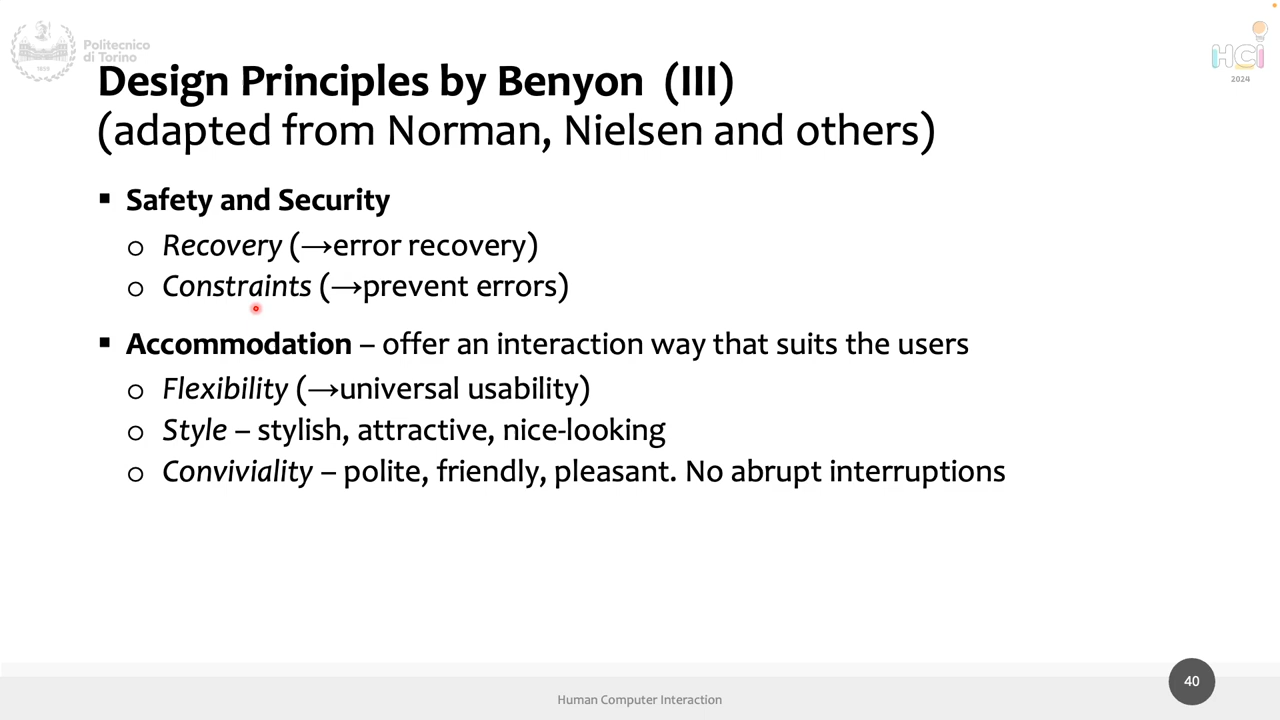 Politecnico
di Torino
1859
HCI
2024
Design Principles by Benyon (III)
(adapted from Norman, Nielsen and others)
▪ Safety and Security
o Recovery (→error recovery)
o Constraints (→prevent errors)
▪ Accommodation – offer an interaction way that suits the users
o Flexibility (→universal usability)
o Style – stylish, attractive, nice-looking
o Conviviality – polite, friendly, pleasant. No abrupt interruptions
Human Computer Interaction
40